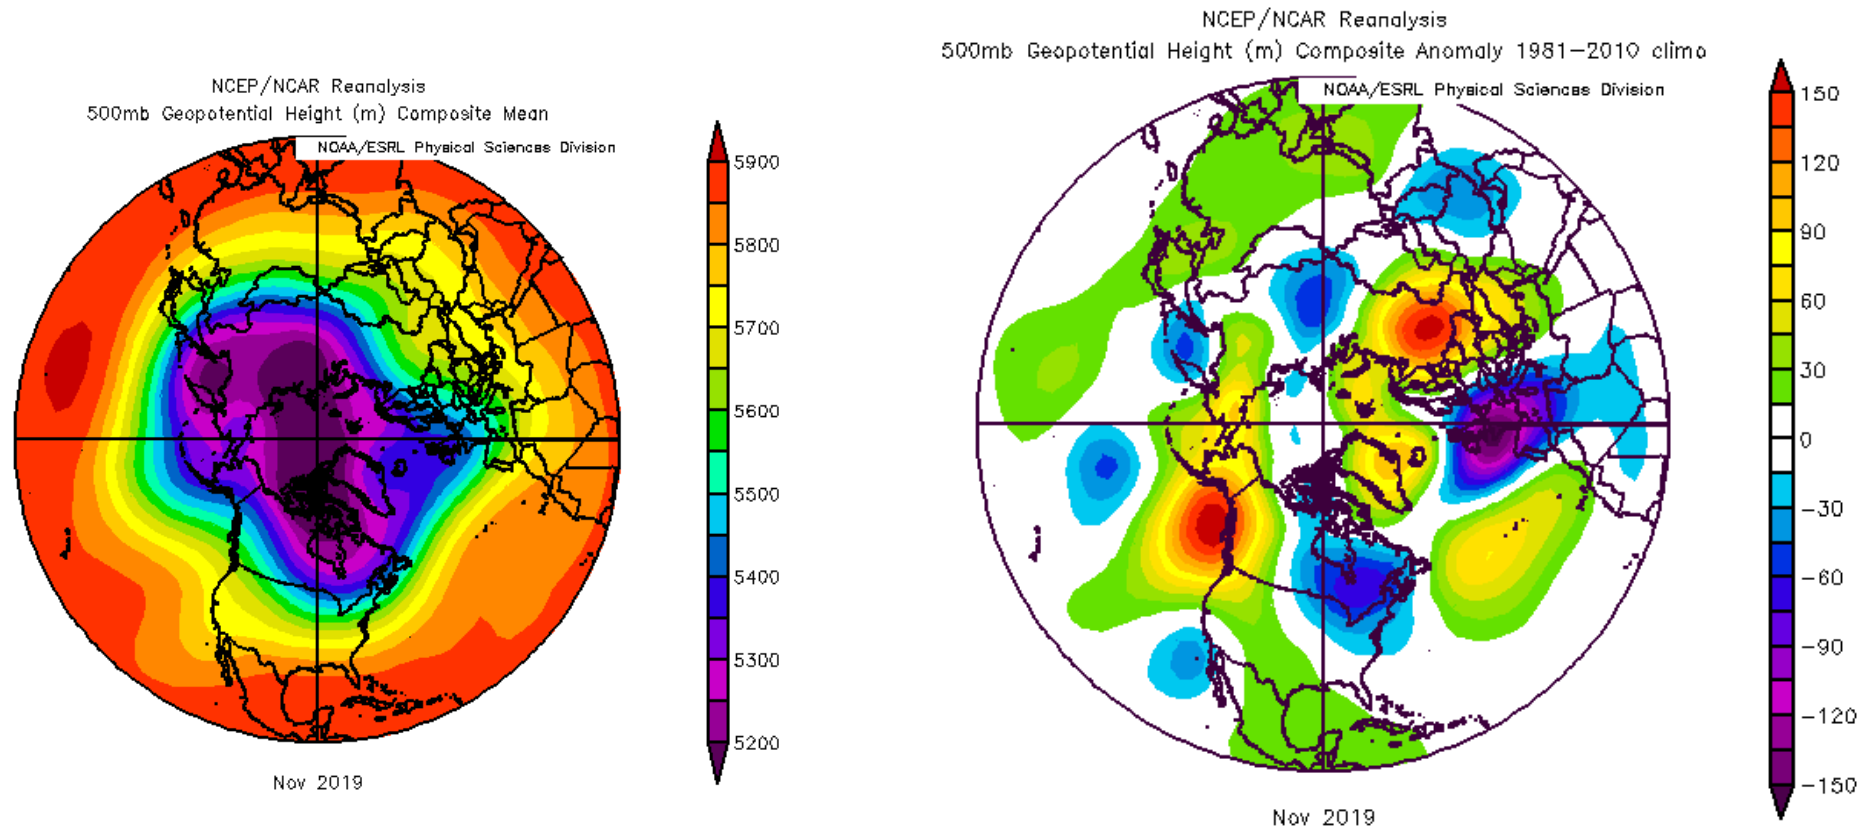 NCEP/NCAR Reanalysis
500mb Geopotential Height (m) Composite Mean
NOAA/ESRL Physical Sciences Division
5900
5800
5700
5600
5500
5400
5300
5200
Nov 2019
NCEP/NCAR Reanalysis
500mb Geopotential Height (m) Composite Anomaly 1981-2010 climo
NOAA/ESRL Physical Sciences Division
150
120
90
60
30
0
-30
-60
-90
-120
-150
Nov 2019